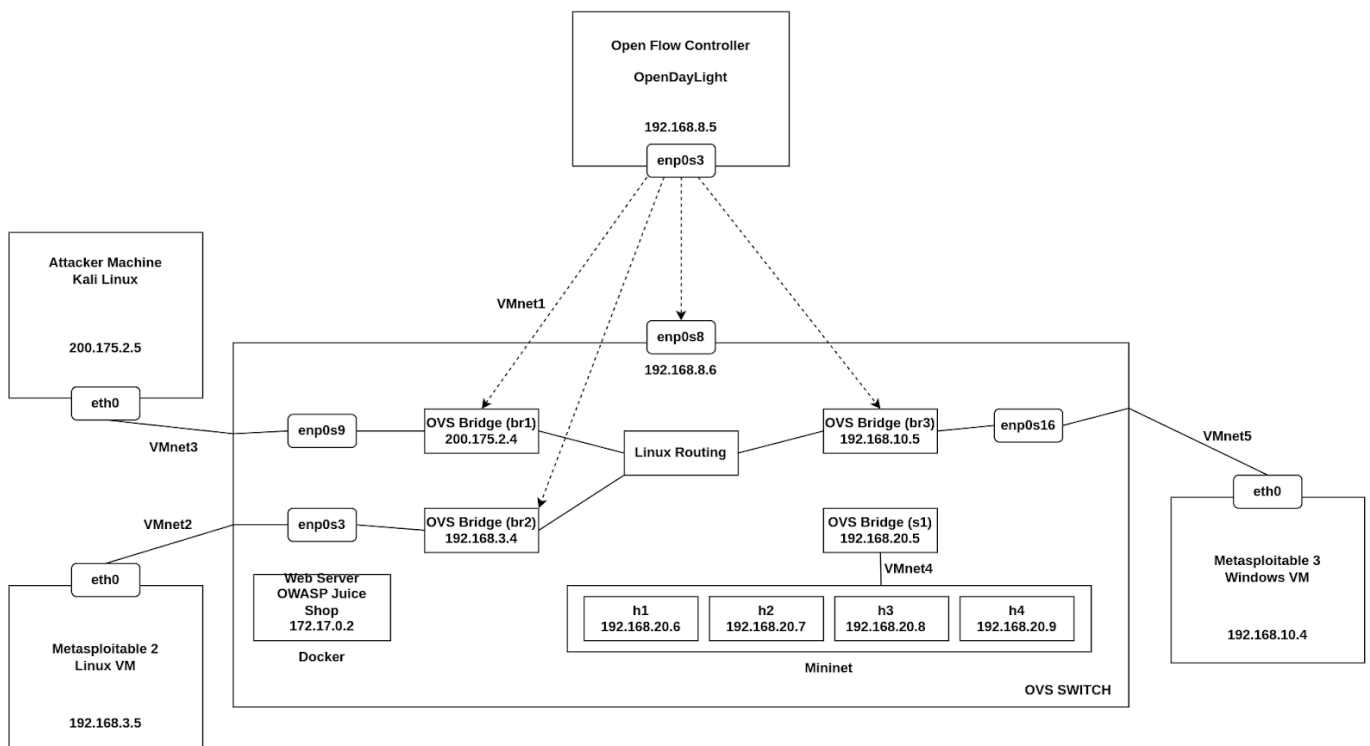 Open Flow Controller
OpenDayLight
192.168.8.5
enp0s3
Attacker Machine
Kali Linux
200.175.2.5
eth0
VMnet1
enp0s8
192.168.8.6
VMnet3
enp0s9
OVS Bridge (br1)
200.175.2.4
Linux Routing
OVS Bridge (br3)
192.168.10.5
enp0s16
VMnet5
eth0
VMnet2
enp0s3
OVS Bridge (br2)
192.168.3.4
OVS Bridge (s1)
192.168.20.5
VMnet4
eth0
Metasploitable 2
Linux VM
192.168.3.5
Web Server
OWASP Juice
Shop
172.17.0.2
Docker
h1
192.168.20.6
h2
192.168.20.7
h3
192.168.20.8
h4
192.168.20.9
Mininet
OVS SWITCH
Metasploitable 3
Windows VM
192.168.10.4